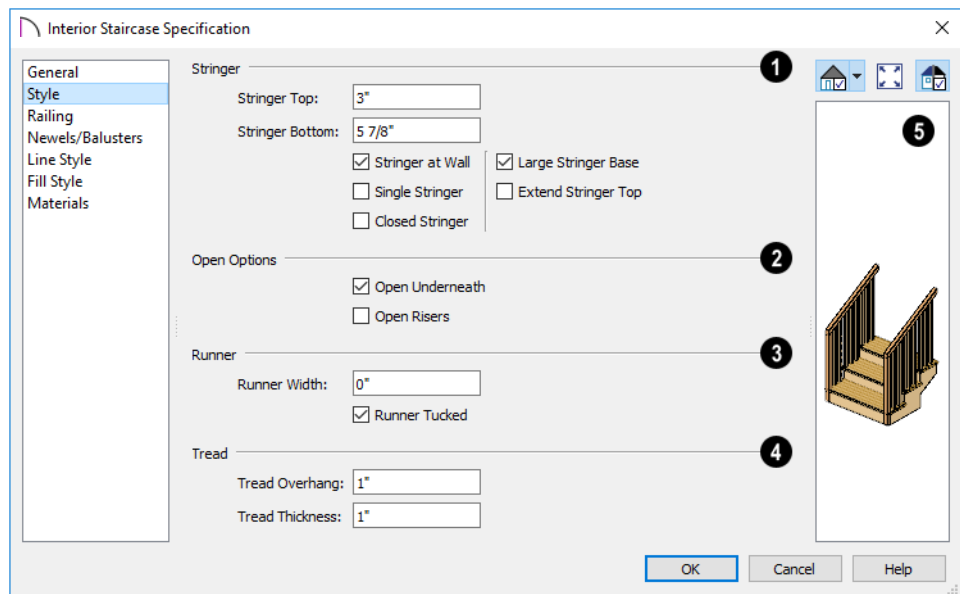 Interior Staircase Specification
General
Style
Railing
Newels/Balusters
Line Style
Fill Style
Materials
Stringer
1
Stringer Top: 3"
Stringer Bottom: 5 7/8"
Stringer at Wall
Large Stringer Base
Single Stringer
Extend Stringer Top
Closed Stringer
Open Options
2
Open Underneath
Open Risers
Runner
3
Runner Width: 0"
Runner Tucked
Tread
4
Tread Overhang: 1"
Tread Thickness: 1"
5
OK
Cancel
Help